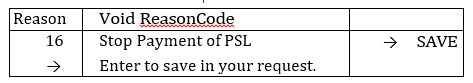 Reason Void ReasonCode
16 Stop Payment of PSL → SAVE
→ Enter to save in your request.